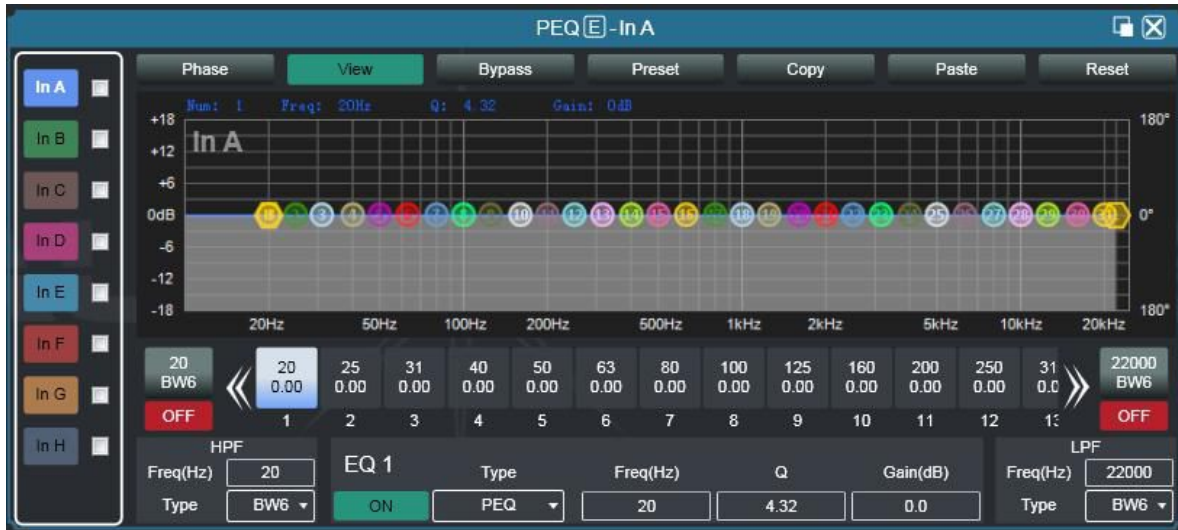 PEQ E - In A
Phase View Bypass Preset Copy Paste Reset
In A
In B
In C
In D
In E
In F
In G
In H
Num: 1 Freq: 20Hz Q: 4.32 Gain: 0dB
In A
+18 180°
+12
+6
0dB 0°
-6
-12
-18 180°
20Hz 50Hz 100Hz 200Hz 500Hz 1kHz 2kHz 5kHz 10kHz 20kHz
20 20 25 31 40 50 63 80 100 125 160 200 250 31 22000
BW6 0.00 0.00 0.00 0.00 0.00 0.00 0.00 0.00 0.00 0.00 0.00 0.00 0.0 BW6
OFF 1 2 3 4 5 6 7 8 9 10 11 12 13 OFF
HPF
Freq(Hz) 20
Type BW6
EQ 1 Type Freq(Hz) Q Gain(dB)
ON PEQ 20 4.32 0.0
LPF
Freq(Hz) 22000
Type BW6